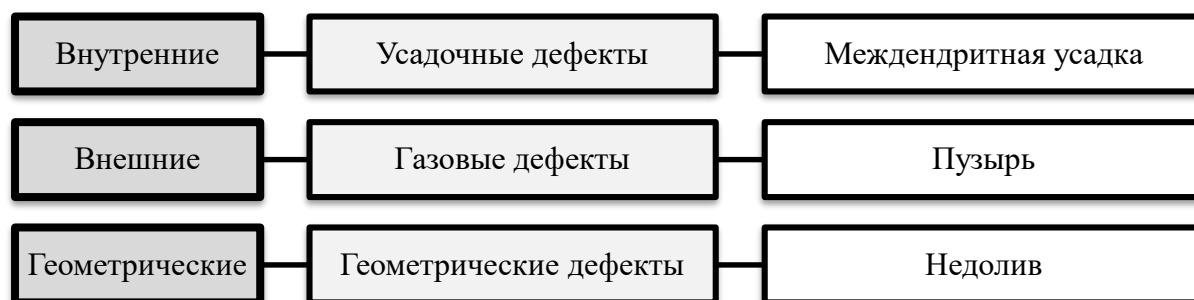 Внутренние
Усадочные дефекты
Междендритная усадка
Внешние
Газовые дефекты
Пузырь
Геометрические
Геометрические дефекты
Недолив